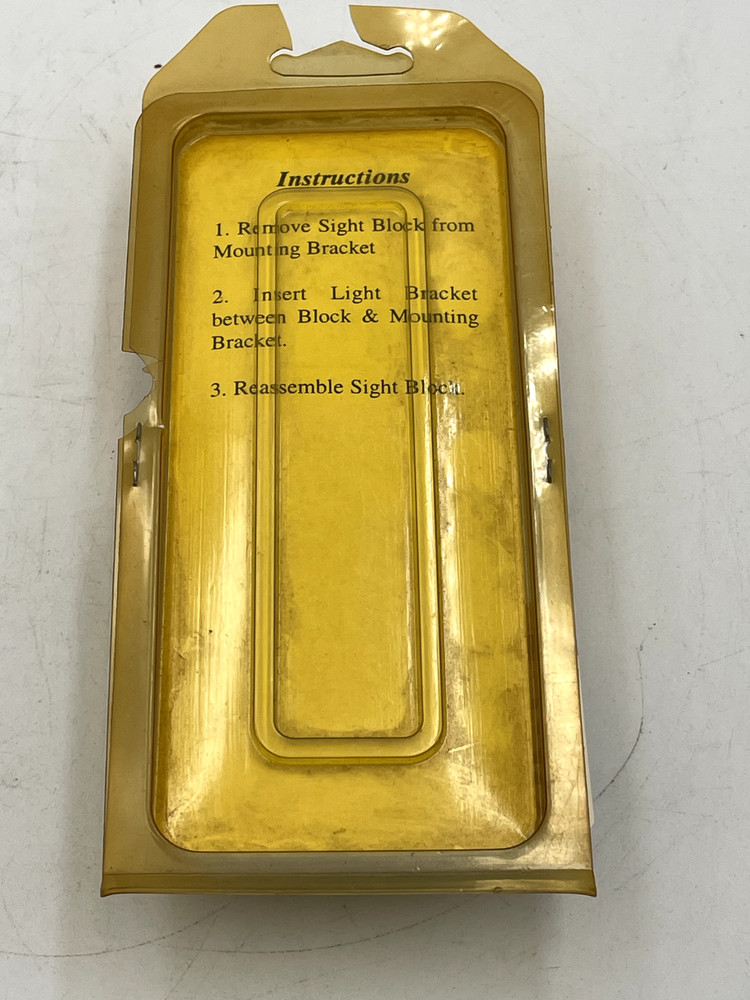 Instructions
1. Remove Sight Block from
Mounting Bracket
2. Insert Light Bracket
between Block & Mounting
Bracket.
3. Reassemble Sight Block.